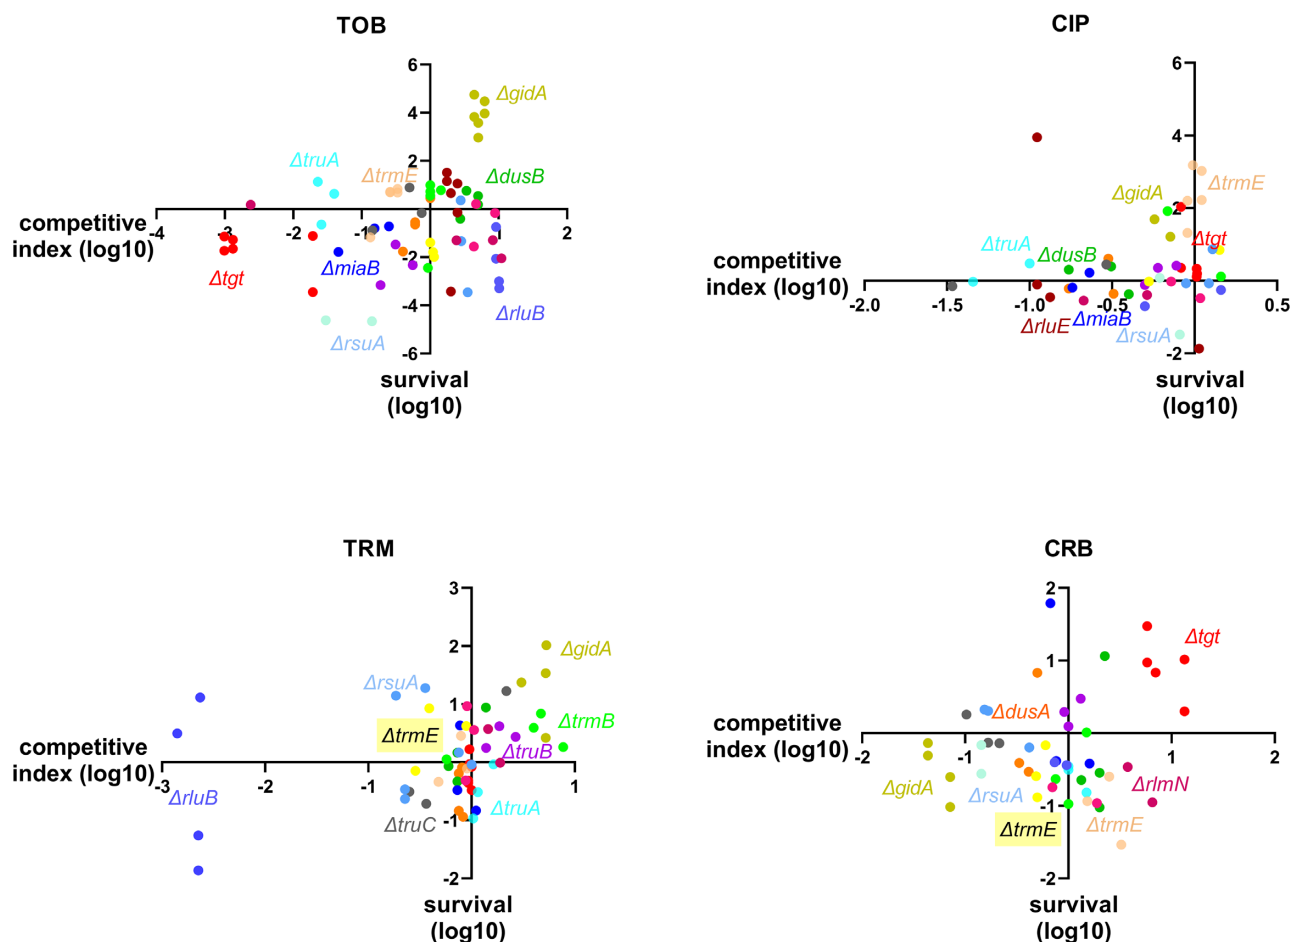 TOB
6
4
2
-2
-4
-6
-4
-3
-2
-1
1
2
ΔgidA
ΔtruA
ΔtrmE
ΔdusB
Δtgt
ΔmiaB
ΔrluB
ΔrsuA
competitive
index (log10)
survival
(log10)
CIP
6
4
2
-2
-2.0
-1.5
-1.0
-0.5
0.5
ΔtrmE
ΔgidA
Δtgt
ΔtruA
ΔdusB
ΔrluE
ΔmiaB
ΔrsuA
competitive
index (log10)
survival
(log10)
TRM
3
2
1
-1
-2
-3
-2
-1
1
ΔgidA
ΔrsuA
ΔtrmE
ΔtrmB
ΔtruB
ΔrluB
ΔtruC
ΔtruA
competitive
index (log10)
survival
(log10)
CRB
2
1
-1
-2
-2
-1
1
2
Δtgt
ΔdusA
ΔgidA
ΔrsuA
ΔrlmN
ΔtrmE
ΔtrmE
competitive
index (log10)
survival
(log10)